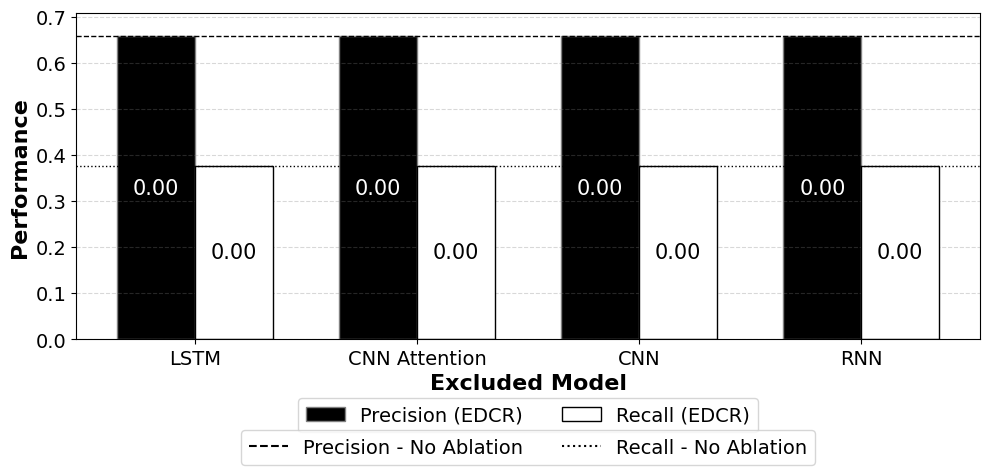 0.7
0.6
0.5
0.4
0.3
0.2
0.1
0.0
Performance
0.00 0.00 0.00 0.00
0.00 0.00 0.00 0.00
LSTM CNN Attention CNN RNN
Excluded Model
Precision (EDCR) Recall (EDCR)
Precision - No Ablation Recall - No Ablation